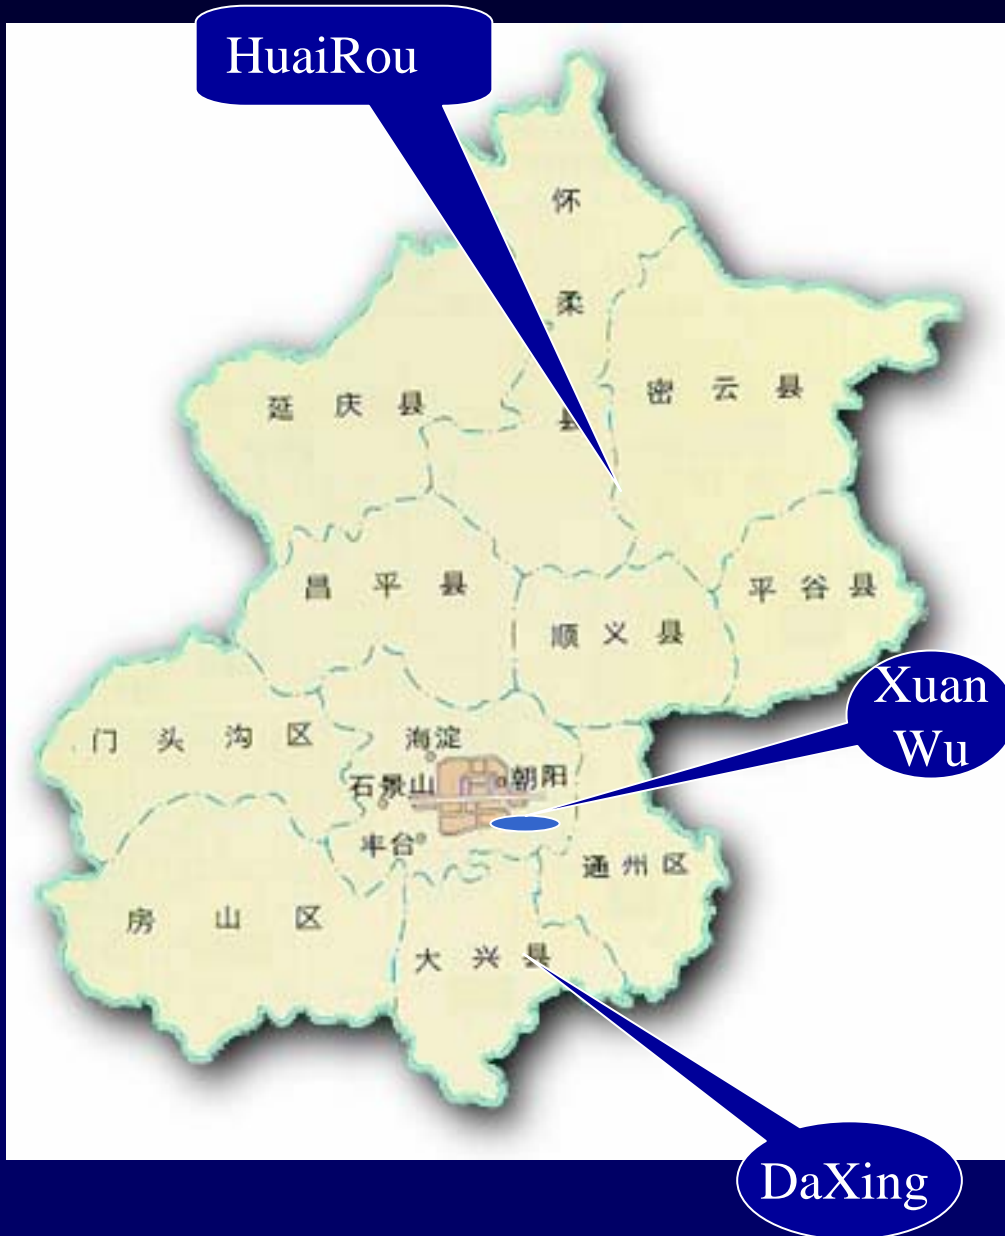 HuaiRou
怀
柔
县
延庆县
密云县
昌平县
平谷县
顺义县
Xuan
Wu
门头沟区
海淀
石景山
朝阳
丰台
通州区
房山区
大兴县
DaXing